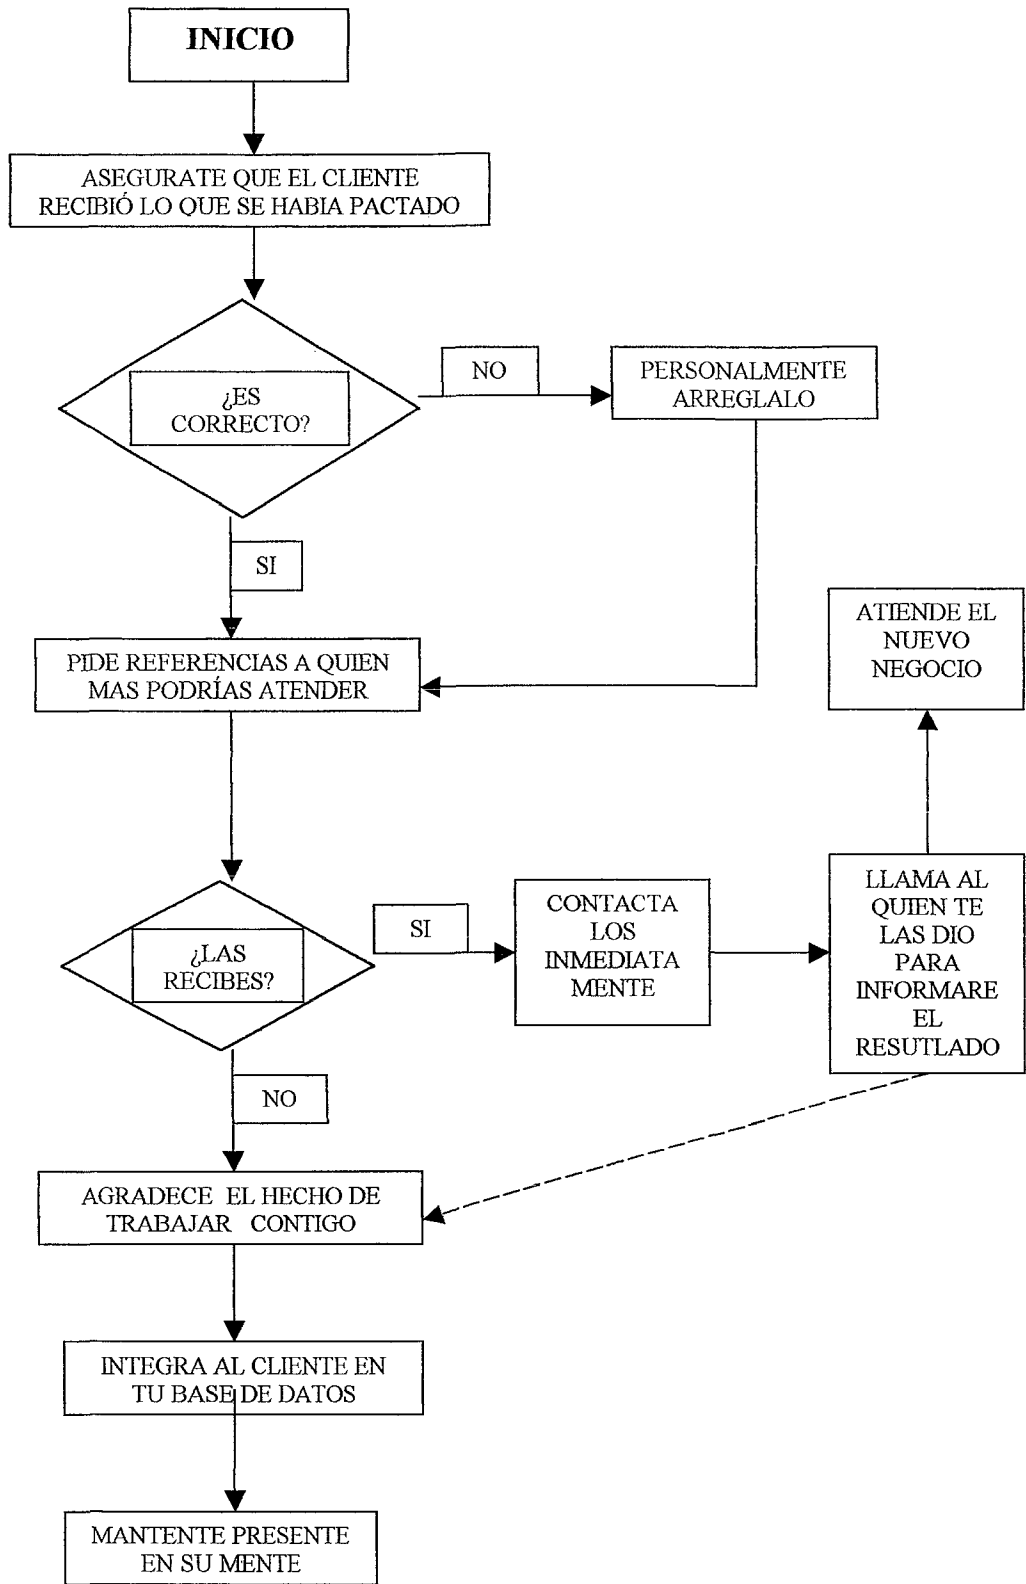 INICIO
ASEGURATE QUE EL CLIENTE
RECIBIÓ LO QUE SE HABIA PACTADO
¿ES
CORRECTO?
NO
PERSONALMENTE
ARREGLALO
SI
PIDE REFERENCIAS A QUIEN
MAS PODRÍAS ATENDER
ATIENDE EL
NUEVO
NEGOCIO
¿LAS
RECIBES?
SI
CONTACTA
LOS
INMEDIATA
MENTE
LLAMA AL
QUIEN TE
LAS DIO
PARA
INFORMARE
EL
RESUTLADO
NO
AGRADECE EL HECHO DE
TRABAJAR CONTIGO
INTEGRA AL CLIENTE EN
TU BASE DE DATOS
MANTENTE PRESENTE
EN SU MENTE